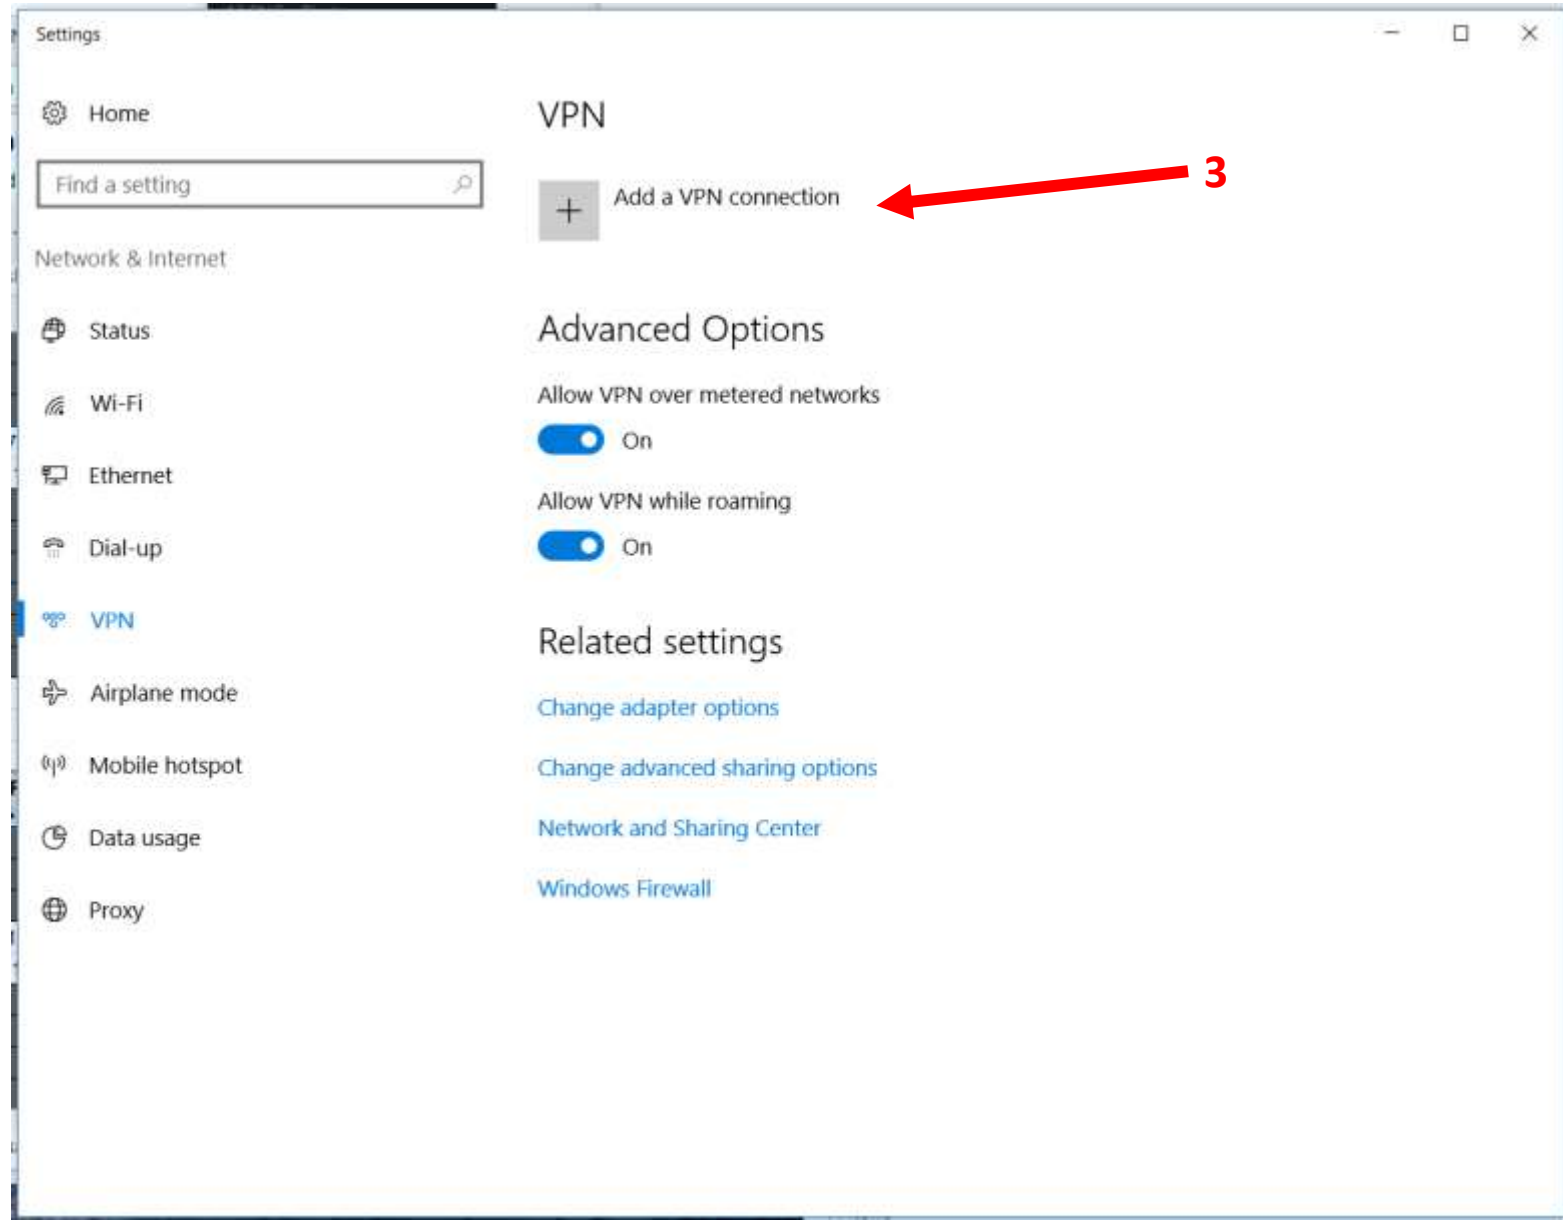 Settings
Home
Find a setting
Network & Internet
Status
Wi-Fi
Ethernet
Dial-up
VPN
Airplane mode
Mobile hotspot
Data usage
Proxy
VPN
Add a VPN connection
3
Advanced Options
Allow VPN over metered networks
On
Allow VPN while roaming
On
Related settings
Change adapter options
Change advanced sharing options
Network and Sharing Center
Windows Firewall